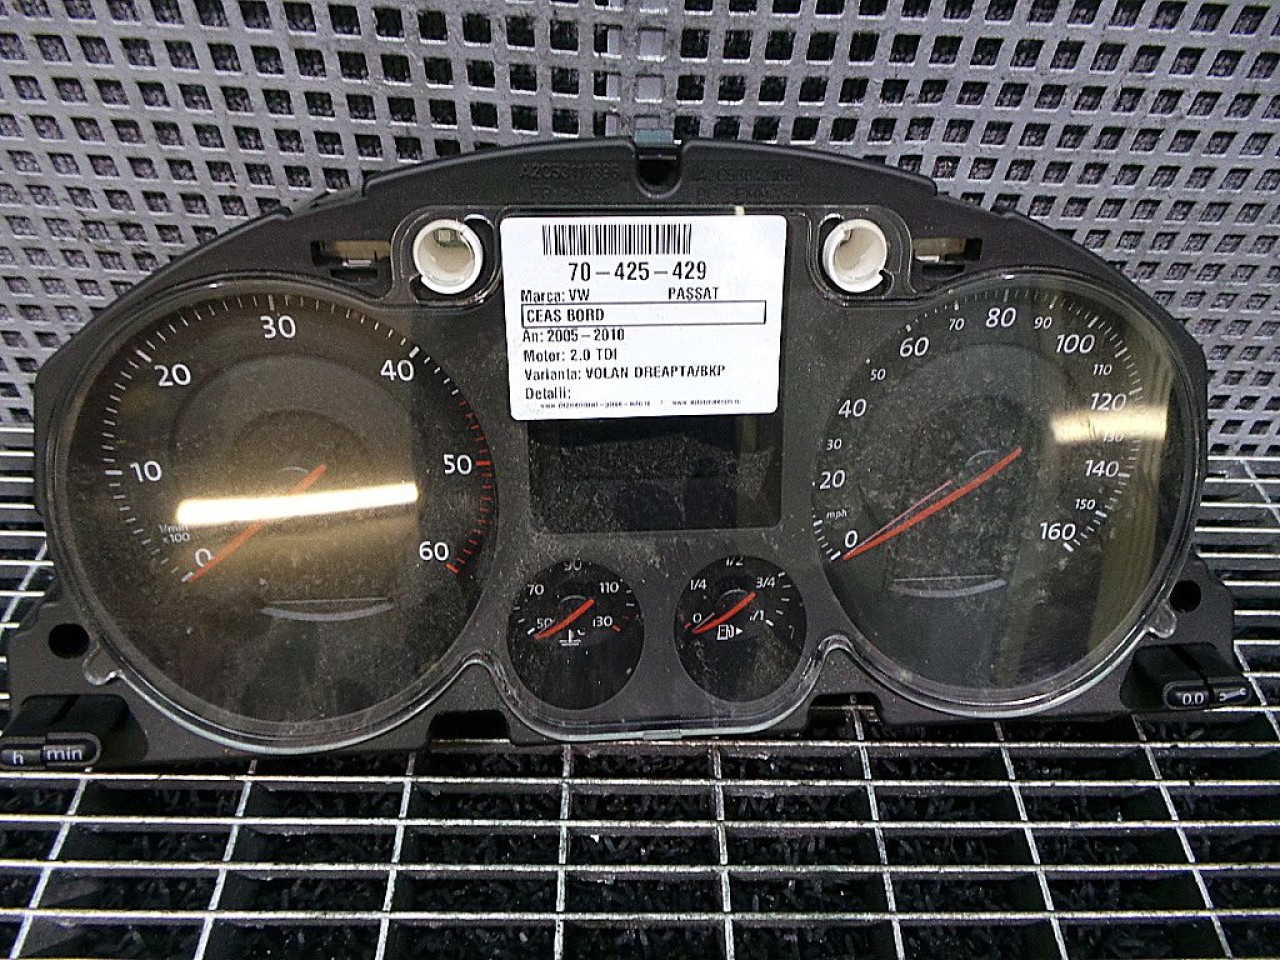 70-425-429
Marca: VW PASSAT
CEAS BORD
An: 2005-2010
Motor: 2.0 TDI
Varianta: VOLAN DREAPTA/BKP
Detalii:
0 10 20 30 40 50 60
1/min
x100
50 70 90 110 130
°C
0 1/4 1/2 3/4 1/1
mph
0 20 30 40 50 60 70 80 90 100 110 120 130 140 150 160
h min
0.0